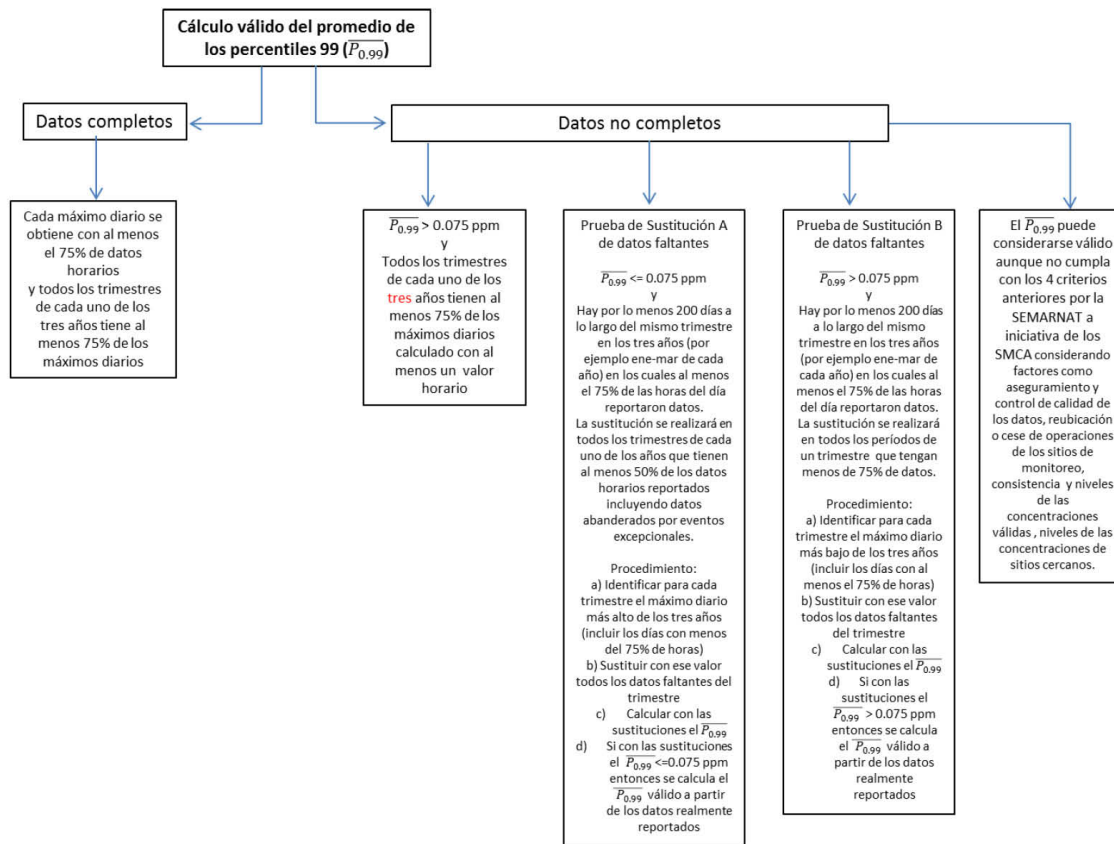 Cálculo válido del promedio de
los percentiles 99 (P̅0.99)
Datos completos
Datos no completos
Cada máximo diario se
obtiene con al menos
el 75% de datos
horarios
y todos los trimestres
de cada uno de los
tres años tiene al
menos 75% de los
máximos diarios
P̅0.99 > 0.075 ppm
y
Todos los trimestres
de cada uno de los
tres años tienen al
menos 75% de los
máximos diarios
calculado con al
menos un valor
horario
Prueba de Sustitución A
de datos faltantes
P̅0.99 <= 0.075 ppm
y
Hay por lo menos 200 días a
lo largo del mismo trimestre
en los tres años (por
ejemplo ene-mar de cada
año) en los cuales al menos
el 75% de las horas del día
reportaron datos.
La sustitución se realizará en
todos los trimestres de cada
uno de los años que tienen
al menos 50% de los datos
horarios reportados
incluyendo datos
abanderados por eventos
excepcionales.
Procedimiento:
a) Identificar para cada
trimestre el máximo diario
más alto de los tres años
(incluir los días con menos
del 75% de horas)
b) Sustituir con ese valor
todos los datos faltantes del
trimestre
c) Calcular con las
sustituciones el P̅0.99
d) Si con las sustituciones
el P̅0.99 <=0.075 ppm
entonces se calcula el
P̅0.99 válido a partir
de los datos realmente
reportados
Prueba de Sustitución B
de datos faltantes
P̅0.99 > 0.075 ppm
y
Hay por lo menos 200 días
a lo largo del mismo
trimestre en los tres años
(por ejemplo ene-mar de
cada año) en los cuales al
menos el 75% de las horas
del día reportaron datos.
La sustitución se realizará
en todos los períodos de
un trimestre que tengan
menos de 75% de datos.
Procedimiento:
a) Identificar para cada
trimestre el máximo diario
más bajo de los tres años
(incluir los días con al
menos el 75% de horas)
b) Sustituir con ese valor
todos los datos faltantes
del trimestre
c) Calcular con las
sustituciones el P̅0.99
d) Si con las
sustituciones el
P̅0.99 > 0.075 ppm
entonces se calcula
el P̅0.99 válido a
partir de los datos
realmente
reportados
El P̅0.99 puede
considerarse válido
aunque no cumpla
con los 4 criterios
anteriores por la
SEMARNAT a
iniciativa de los
SMCA considerando
factores como
aseguramiento y
control de calidad de
los datos, reubicación
o cese de operaciones
de los sitios de
monitoreo,
consistencia y niveles
de las
concentraciones
válidas , niveles de las
concentraciones de
sitios cercanos.